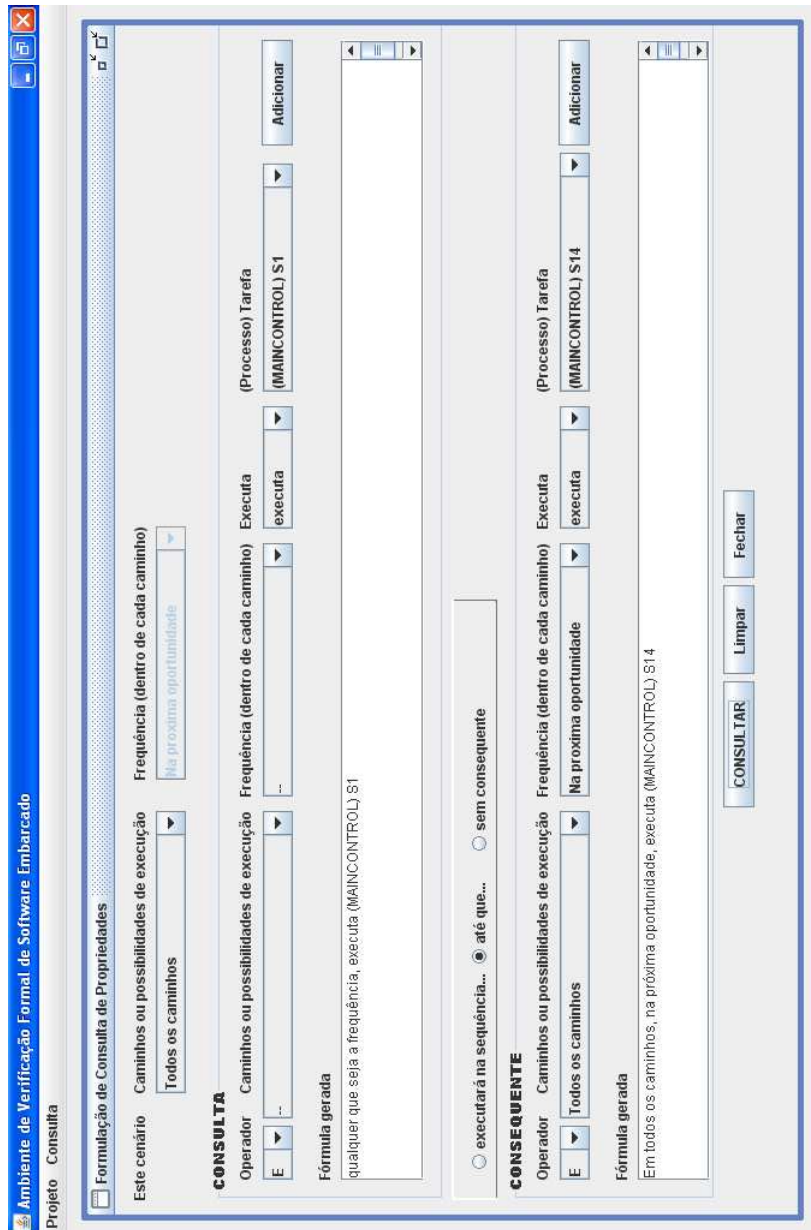 Ambiente de Verificação Formal de Software Embarcado
Projeto Consulta
Formulação de Consulta de Propriedades
Este cenário Caminhos ou possibilidades de execução Frequência (dentro de cada caminho)
Todos os caminhos Na proxima oportunidade
CONSULTA
Operador Caminhos ou possibilidades de execução Frequência (dentro de cada caminho) Executa (Processo) Tarefa
E -- -- executa (MAINCONTROL) S1 Adicionar
Fórmula gerada
qualquer que seja a frequência, executa (MAINCONTROL) S1
executará na sequência... até que... sem consequente
CONSEQUENTE
Operador Caminhos ou possibilidades de execução Frequência (dentro de cada caminho) Executa (Processo) Tarefa
E Todos os caminhos Na proxima oportunidade executa (MAINCONTROL) S14 Adicionar
Fórmula gerada
Em todos os caminhos, na próxima oportunidade, executa (MAINCONTROL) S14
CONSULTAR Limpar Fechar